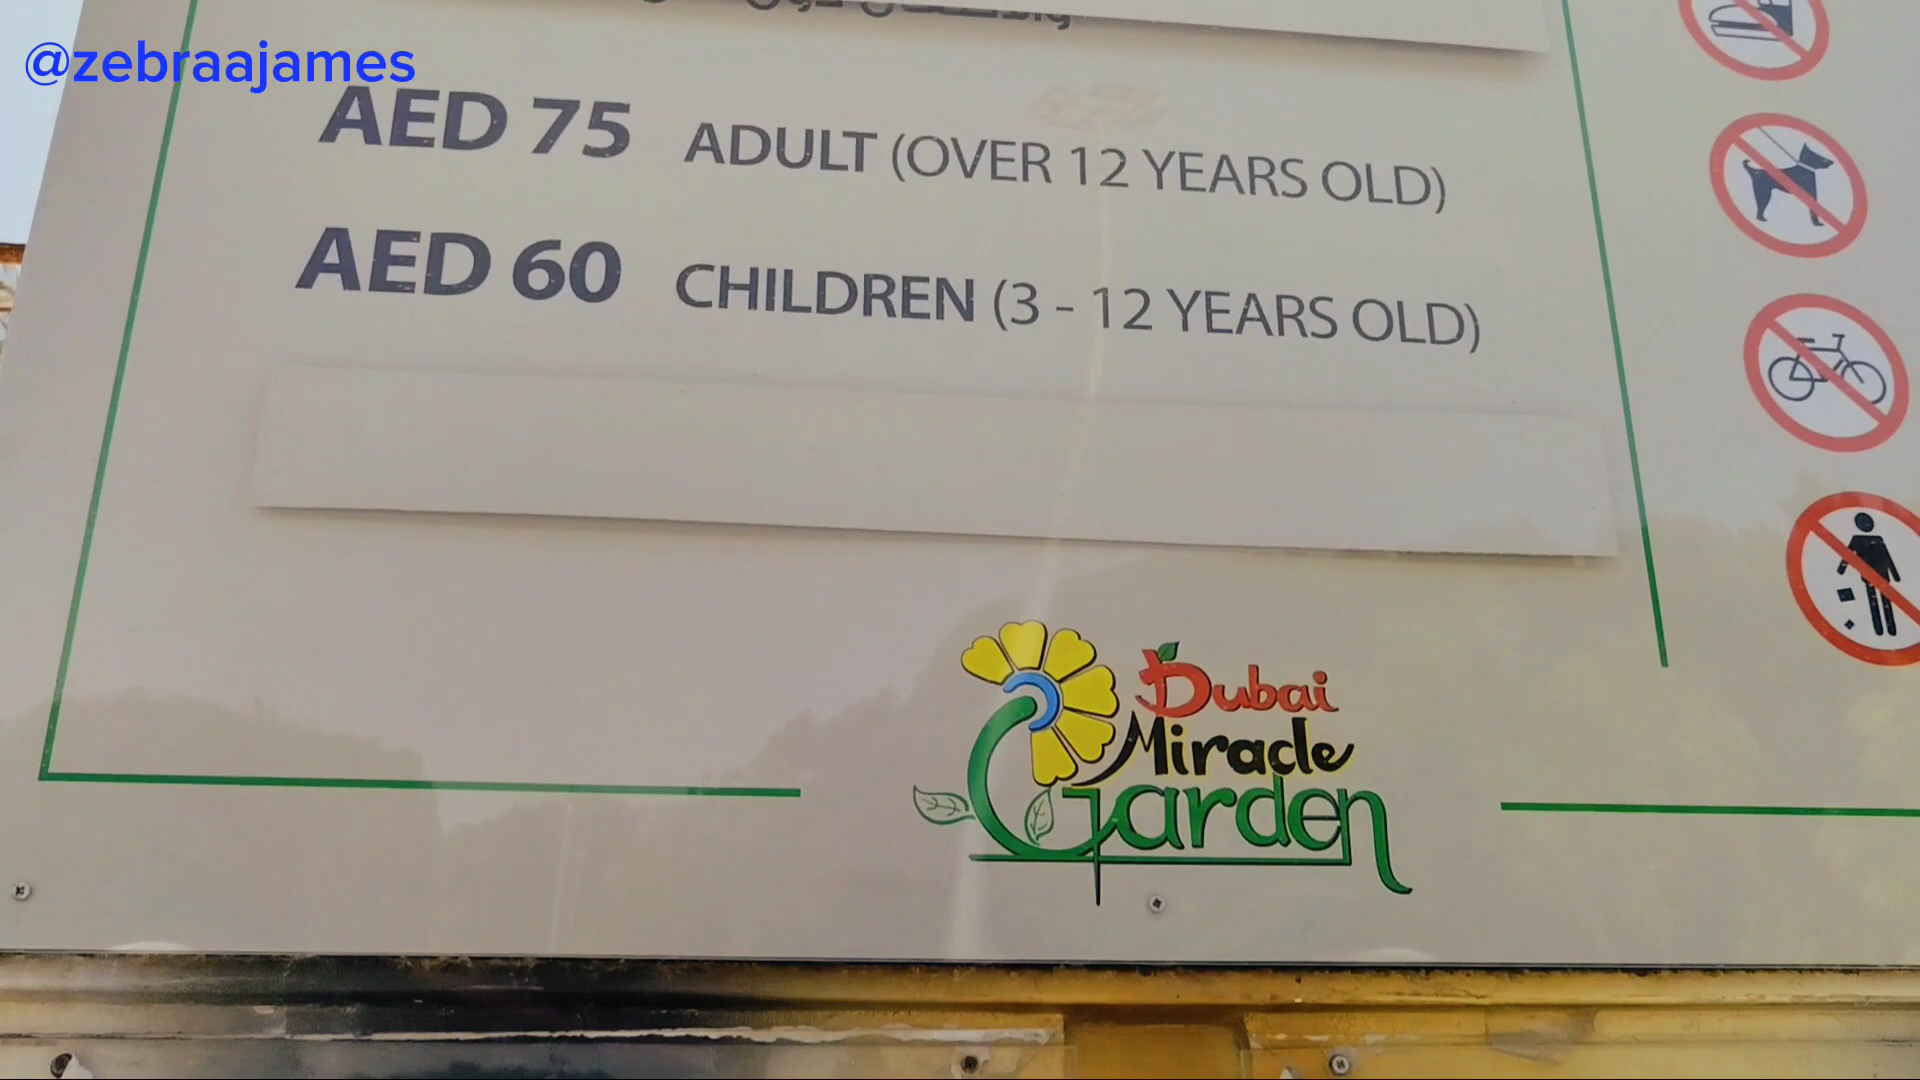 @zebraajames
AED 75 ADULT (OVER 12 YEARS OLD)
AED 60 CHILDREN (3 - 12 YEARS OLD)
Dubai
Miracle
Garden